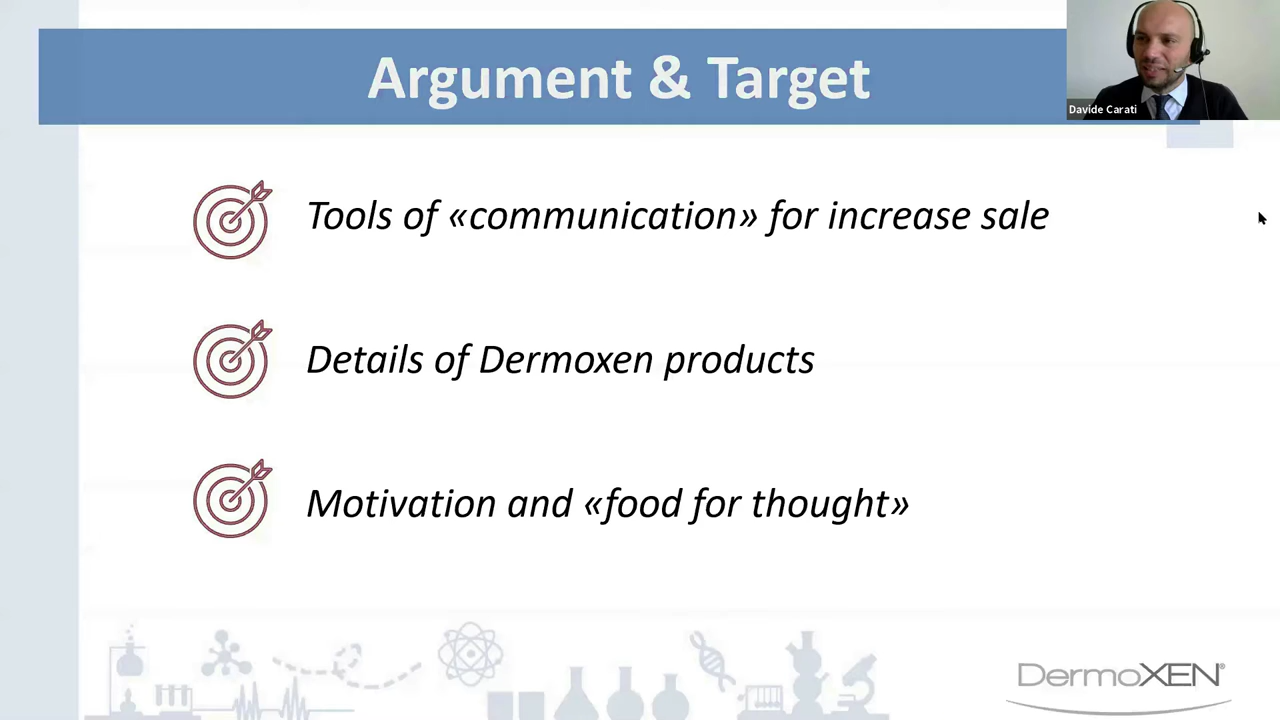 Argument & Target
Davide Carati
Tools of «communication» for increase sale
Details of Dermoxen products
Motivation and «food for thought»
DermoXEN®